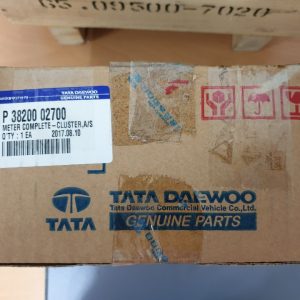 65.09500-7020
TATA DAEWOO
GENUINE PARTS
P 38200 02700
METER COMPLETE-CLUSTER,A/S
Q'TY : 1 EA 2017.08.10
TATA
TATA DAEWOO
Tata Daewoo Commercial Vehicle Co., Ltd.
GENUINE PARTS